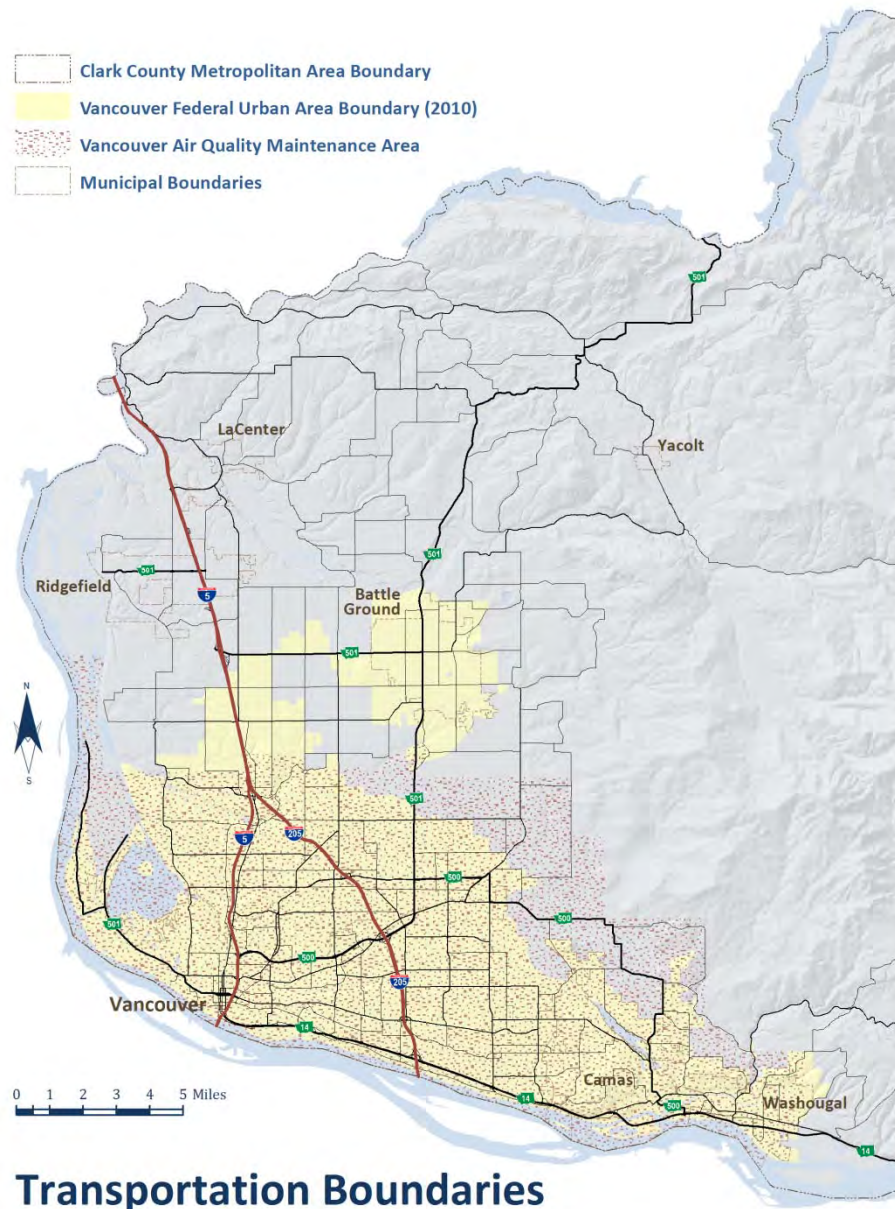 Clark County Metropolitan Area Boundary
Vancouver Federal Urban Area Boundary (2010)
Vancouver Air Quality Maintenance Area
Municipal Boundaries
501
LaCenter
Yacolt
501
Ridgefield
501
5
Battle
Ground
501
N
S
501
5
205
500
500
501
500
205
Vancouver
14
Camas
0 1 2 3 4 5 Miles
14
500
Washougal
14
Transportation Boundaries